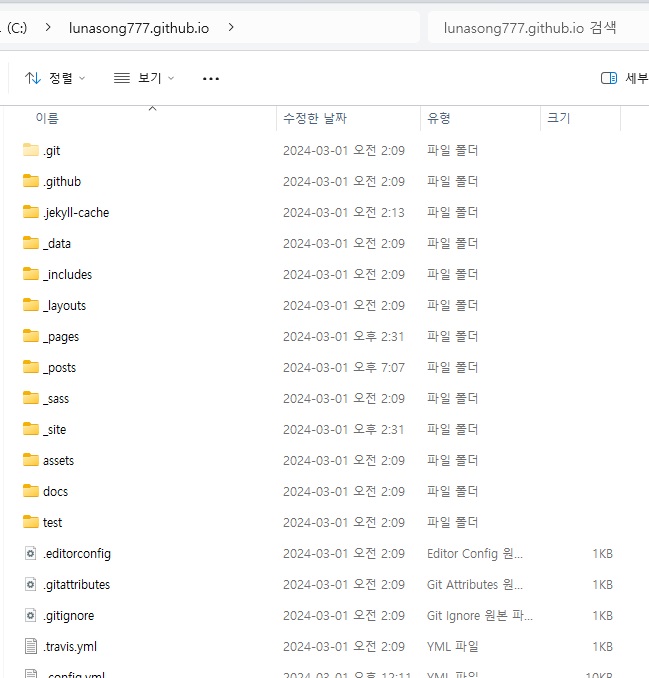 (C:) > lunasong777.github.io > lunasong777.github.io 검색
정렬 보기 ••• 세부
이름 수정한 날짜 유형 크기
.git 2024-03-01 오전 2:09 파일 폴더
.github 2024-03-01 오전 2:09 파일 폴더
.jekyll-cache 2024-03-01 오전 2:13 파일 폴더
_data 2024-03-01 오전 2:09 파일 폴더
_includes 2024-03-01 오전 2:09 파일 폴더
_layouts 2024-03-01 오전 2:09 파일 폴더
_pages 2024-03-01 오후 2:31 파일 폴더
_posts 2024-03-01 오후 7:07 파일 폴더
_sass 2024-03-01 오전 2:09 파일 폴더
_site 2024-03-01 오후 2:31 파일 폴더
assets 2024-03-01 오전 2:09 파일 폴더
docs 2024-03-01 오전 2:09 파일 폴더
test 2024-03-01 오전 2:09 파일 폴더
.editorconfig 2024-03-01 오전 2:09 Editor Config 원... 1KB
.gitattributes 2024-03-01 오전 2:09 Git Attributes 원... 1KB
.gitignore 2024-03-01 오전 2:09 Git Ignore 원본 파... 1KB
.travis.yml 2024-03-01 오전 2:09 YML 파일 1KB
_config.yml 2024-03-01 오후 12:11 YML 파일 10KB